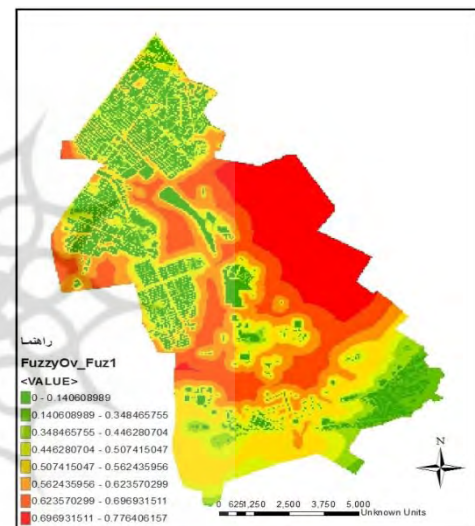 راهنما
FuzzyOv_Fuz1
<VALUE>
0 - 0.140608989
0.140608989 - 0.348465755
0.348465755 - 0.446280704
0.446280704 - 0.507415047
0.507415047 - 0.562435956
0.562435956 - 0.623570299
0.623570299 - 0.696931511
0.696931511 - 0.776406157
N
0 6251,250 2,500 3,750 5,000
Unknown Units